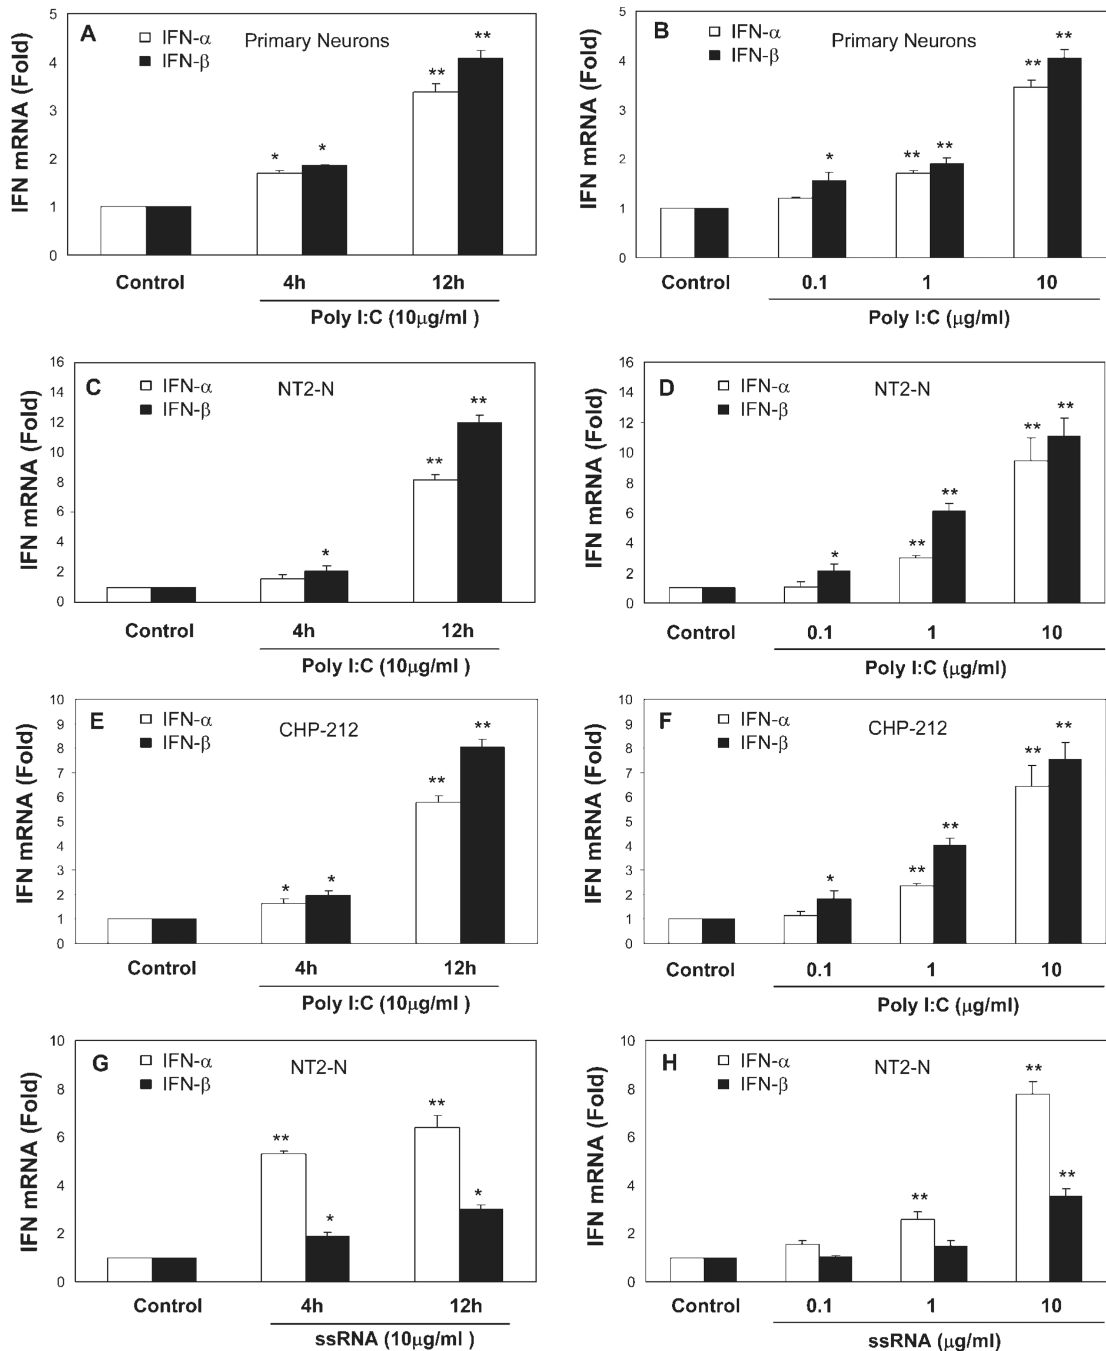 A
IFN-α
IFN-β
Primary Neurons
IFN mRNA (Fold)
5
4
3
2
1
0
*
*
**
**
Control
4h
12h
Poly I:C (10μg/ml )
B
IFN-α
IFN-β
Primary Neurons
IFN mRNA (Fold)
5
4
3
2
1
0
*
**
**
**
**
Control
0.1
1
10
Poly I:C (μg/ml)
C
IFN-α
IFN-β
NT2-N
IFN mRNA (Fold)
16
14
12
10
8
6
4
2
0
*
**
**
Control
4h
12h
Poly I:C (10μg/ml )
D
IFN-α
IFN-β
NT2-N
IFN mRNA (Fold)
16
14
12
10
8
6
4
2
0
*
**
**
**
**
Control
0.1
1
10
Poly I:C (μg/ml)
E
IFN-α
IFN-β
CHP-212
IFN mRNA (Fold)
10
9
8
7
6
5
4
3
2
1
0
*
*
**
**
Control
4h
12h
Poly I:C (10μg/ml )
F
IFN-α
IFN-β
CHP-212
IFN mRNA (Fold)
10
9
8
7
6
5
4
3
2
1
0
*
**
**
**
**
Control
0.1
1
10
Poly I:C (μg/ml)
G
IFN-α
IFN-β
NT2-N
IFN mRNA (Fold)
10
8
6
4
2
0
**
*
**
*
Control
4h
12h
ssRNA (10μg/ml )
H
IFN-α
IFN-β
NT2-N
IFN mRNA (Fold)
10
8
6
4
2
0
**
**
**
Control
0.1
1
10
ssRNA (μg/ml)